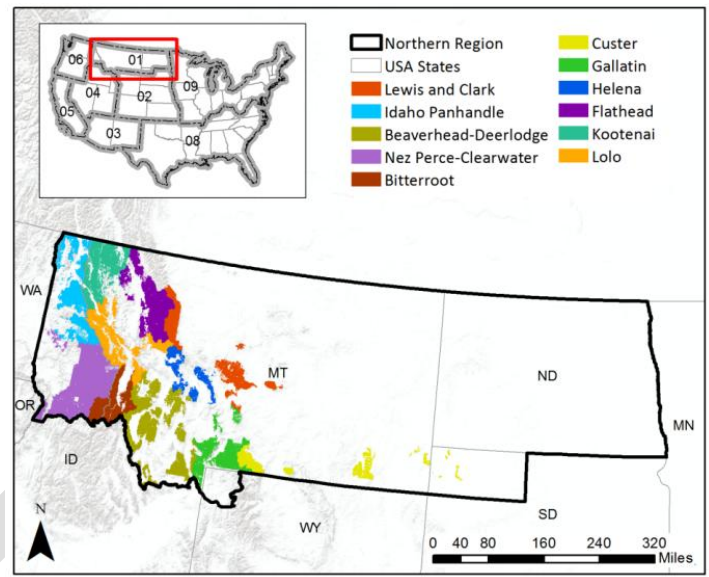 06
01
09
04
02
05
03
08
Northern Region
USA States
Lewis and Clark
Idaho Panhandle
Beaverhead-Deerlodge
Nez Perce-Clearwater
Bitterroot
Custer
Gallatin
Helena
Flathead
Kootenai
Lolo
WA
MT
ND
OR
MN
ID
SD
WY
N
0 40 80 160 240 320
Miles